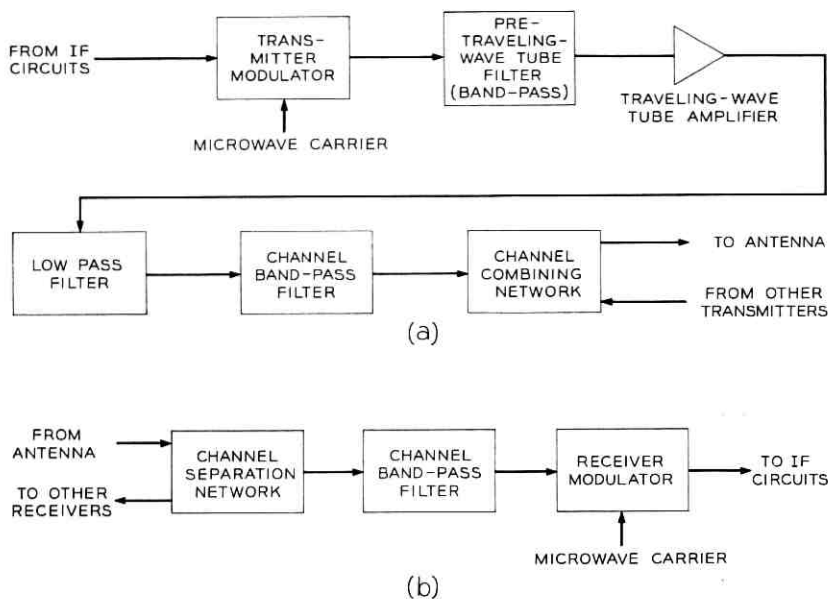 FROM IF
CIRCUITS
TRANS-
MITTER
MODULATOR
MICROWAVE CARRIER
PRE-
TRAVELING-
WAVE TUBE
FILTER
(BAND-PASS)
TRAVELING-WAVE
TUBE AMPLIFIER
LOW PASS
FILTER
CHANNEL
BAND-PASS
FILTER
CHANNEL
COMBINING
NETWORK
TO ANTENNA
FROM OTHER
TRANSMITTERS
(a)
FROM
ANTENNA
TO OTHER
RECEIVERS
CHANNEL
SEPARATION
NETWORK
CHANNEL
BAND-PASS
FILTER
RECEIVER
MODULATOR
TO IF
CIRCUITS
MICROWAVE CARRIER
(b)